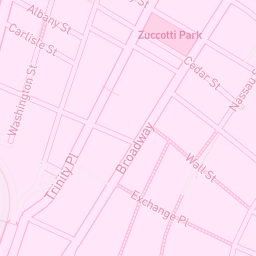 Albany St
Zuccotti Park
Carlisle St
Cedar St
Washington St
Nassau S
Broadway
Wall St
Trinity Pl
Exchange Pl